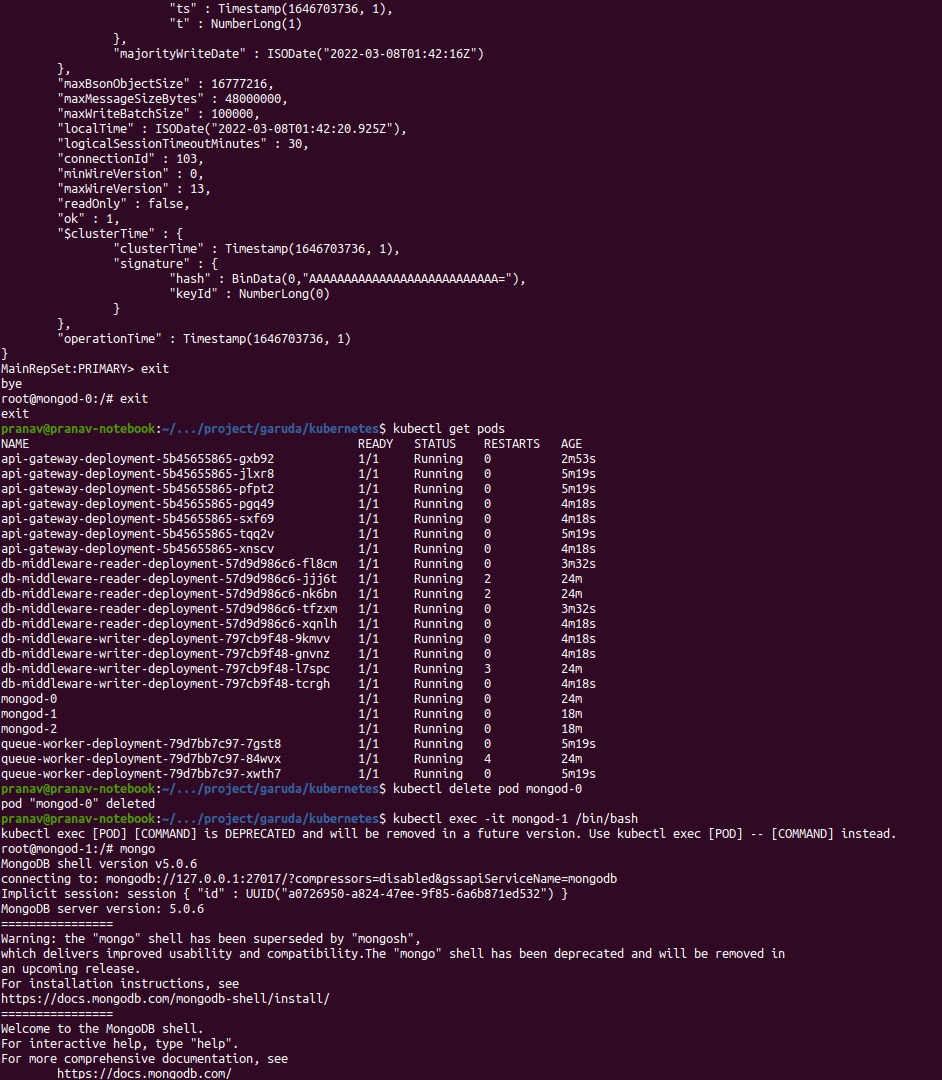 "ts" : Timestamp(1646703736, 1),
"t" : NumberLong(1)
},
"majorityWriteDate" : ISODate("2022-03-08T01:42:16Z")
},
"maxBsonObjectSize" : 16777216,
"maxMessageSizeBytes" : 48000000,
"maxWriteBatchSize" : 100000,
"localTime" : ISODate("2022-03-08T01:42:20.925Z"),
"logicalSessionTimeoutMinutes" : 30,
"connectionId" : 103,
"minWireVersion" : 0,
"maxWireVersion" : 13,
"readOnly" : false,
"ok" : 1,
"$clusterTime" : {
"clusterTime" : Timestamp(1646703736, 1),
"signature" : {
"hash" : BinData(0,"AAAAAAAAAAAAAAAAAAAAAAAAAAA="),
"keyId" : NumberLong(0)
}
},
"operationTime" : Timestamp(1646703736, 1)
}
MainRepSet:PRIMARY> exit
bye
root@mongod-0:/# exit
exit
pranav@pranav-notebook:~/.../project/garuda/kubernetes$ kubectl get pods
NAME READY STATUS RESTARTS AGE
api-gateway-deployment-5b45655865-gxb92 1/1 Running 0 2m53s
api-gateway-deployment-5b45655865-jlxr8 1/1 Running 0 5m19s
api-gateway-deployment-5b45655865-pfpt2 1/1 Running 0 5m19s
api-gateway-deployment-5b45655865-pgq49 1/1 Running 0 4m18s
api-gateway-deployment-5b45655865-sxf69 1/1 Running 0 4m18s
api-gateway-deployment-5b45655865-tqq2v 1/1 Running 0 5m19s
api-gateway-deployment-5b45655865-xnscv 1/1 Running 0 4m18s
db-middleware-reader-deployment-57d9d986c6-fl8cm 1/1 Running 0 3m32s
db-middleware-reader-deployment-57d9d986c6-jjj6t 1/1 Running 2 24m
db-middleware-reader-deployment-57d9d986c6-nk6bn 1/1 Running 2 24m
db-middleware-reader-deployment-57d9d986c6-tfzxm 1/1 Running 0 3m32s
db-middleware-reader-deployment-57d9d986c6-xqnlh 1/1 Running 0 4m18s
db-middleware-writer-deployment-797cb9f48-9kmvv 1/1 Running 0 4m18s
db-middleware-writer-deployment-797cb9f48-gnvnz 1/1 Running 0 4m18s
db-middleware-writer-deployment-797cb9f48-l7spc 1/1 Running 3 24m
db-middleware-writer-deployment-797cb9f48-tcrgh 1/1 Running 0 4m18s
mongod-0 1/1 Running 0 24m
mongod-1 1/1 Running 0 18m
mongod-2 1/1 Running 0 18m
queue-worker-deployment-79d7bb7c97-7gst8 1/1 Running 0 5m19s
queue-worker-deployment-79d7bb7c97-84wvx 1/1 Running 4 24m
queue-worker-deployment-79d7bb7c97-xwth7 1/1 Running 0 5m19s
pranav@pranav-notebook:~/.../project/garuda/kubernetes$ kubectl delete pod mongod-0
pod "mongod-0" deleted
pranav@pranav-notebook:~/.../project/garuda/kubernetes$ kubectl exec -it mongod-1 /bin/bash
kubectl exec [POD] [COMMAND] is DEPRECATED and will be removed in a future version. Use kubectl exec [POD] -- [COMMAND] instead.
root@mongod-1:/# mongo
MongoDB shell version v5.0.6
connecting to: mongodb://127.0.0.1:27017/?compressors=disabled&gssapiServiceName=mongodb
Implicit session: session { "id" : UUID("a0726950-a824-47ee-9f85-6a6b871ed532") }
MongoDB server version: 5.0.6
================
Warning: the "mongo" shell has been superseded by "mongosh",
which delivers improved usability and compatibility.The "mongo" shell has been deprecated and will be removed in
an upcoming release.
For installation instructions, see
https://docs.mongodb.com/mongodb-shell/install/
================
Welcome to the MongoDB shell.
For interactive help, type "help".
For more comprehensive documentation, see
https://docs.mongodb.com/